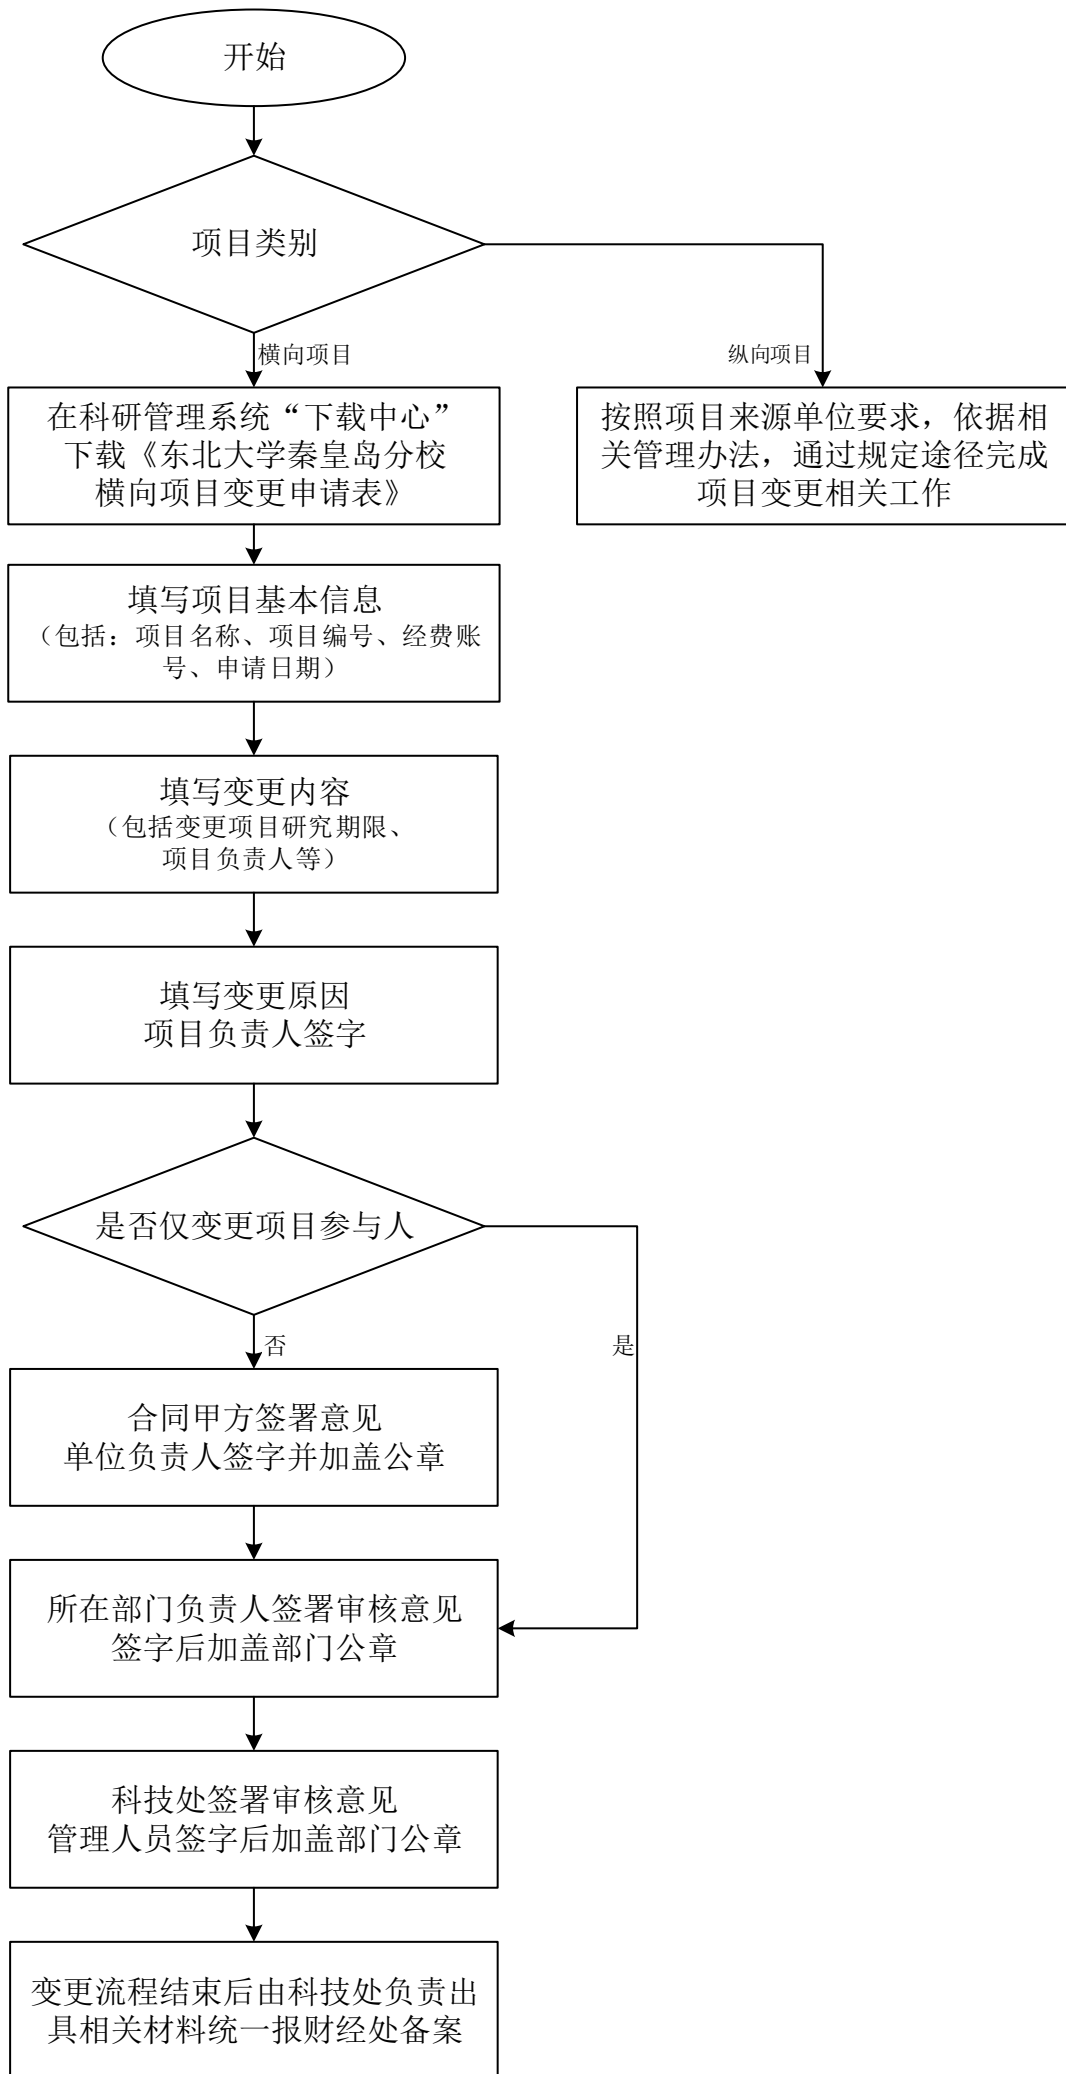 开始
项目类别
横向项目
纵向项目
在科研管理系统“下载中心”
下载《东北大学秦皇岛分校
横向项目变更申请表》
按照项目来源单位要求，依据相
关管理办法，通过规定途径完成
项目变更相关工作
填写项目基本信息
（包括：项目名称、项目编号、经费账
号、申请日期）
填写变更内容
（包括变更项目研究期限、
项目负责人等）
填写变更原因
项目负责人签字
是否仅变更项目参与人
否
是
合同甲方签署意见
单位负责人签字并加盖公章
所在部门负责人签署审核意见
签字后加盖部门公章
科技处签署审核意见
管理人员签字后加盖部门公章
变更流程结束后由科技处负责出
具相关材料统一报财经处备案